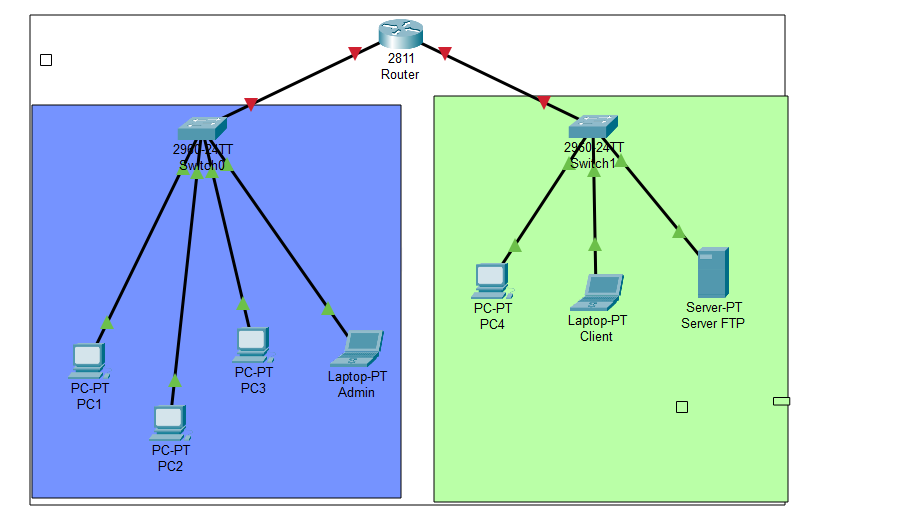 2811
Router
2960-24TT
Switch0
2960-24TT
Switch1
PC-PT
PC1
PC-PT
PC2
PC-PT
PC3
Laptop-PT
Admin
PC-PT
PC4
Laptop-PT
Client
Server-PT
Server FTP